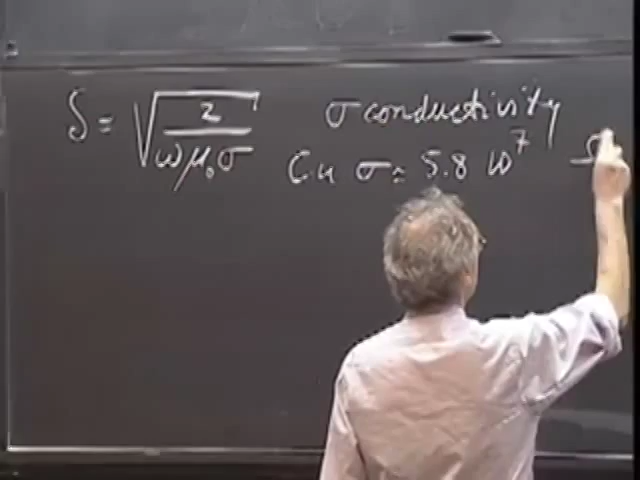 δ = √(2/(ωμ₀σ)) σ conductivity
Cu σ ≈ 5.8 10⁷ Ω